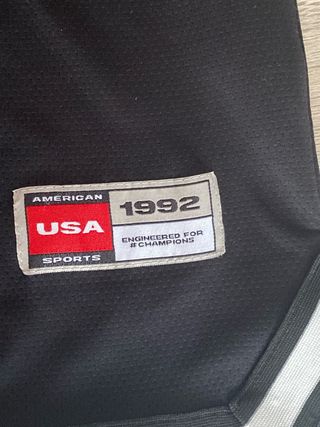 AMERICAN
USA
SPORTS
1992
ENGINEERED FOR
#CHAMPIONS